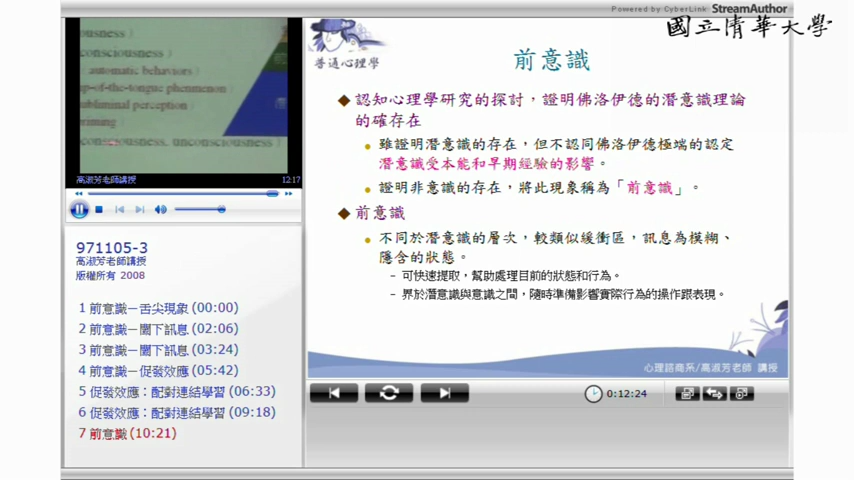 Powered by CyberLink StreamAuthor
國立清華大學
ousness)
consciousness)
(automatic behaviors)
ip-of-the-tongue phenmenon
ubliminal perception)
riming)
consciousness, unconsciousness)
高淑芳老師講授 12:17
971105-3
高淑芳老師講授
版權所有 2008
1 前意識－舌尖現象 (00:00)
2 前意識－閾下訊息 (02:06)
3 前意識－閾下訊息 (03:24)
4 前意識－促發效應 (05:42)
5 促發效應：配對連結學習 (06:33)
6 促發效應：配對連結學習 (09:18)
7 前意識 (10:21)
普通心理學
前意識
認知心理學研究的探討，證明佛洛伊德的潛意識理論
的確存在
雖證明潛意識的存在，但不認同佛洛伊德極端的認定
潛意識受本能和早期經驗的影響。
證明非意識的存在，將此現象稱為「前意識」。
前意識
不同於潛意識的層次，較類似緩衝區，訊息為模糊、
隱含的狀態。
－可快速提取，幫助處理目前的狀態和行為。
－界於潛意識與意識之間，隨時準備影響實際行為的操作跟表現。
心理諮商系/高淑芳老師 講授
0:12:24